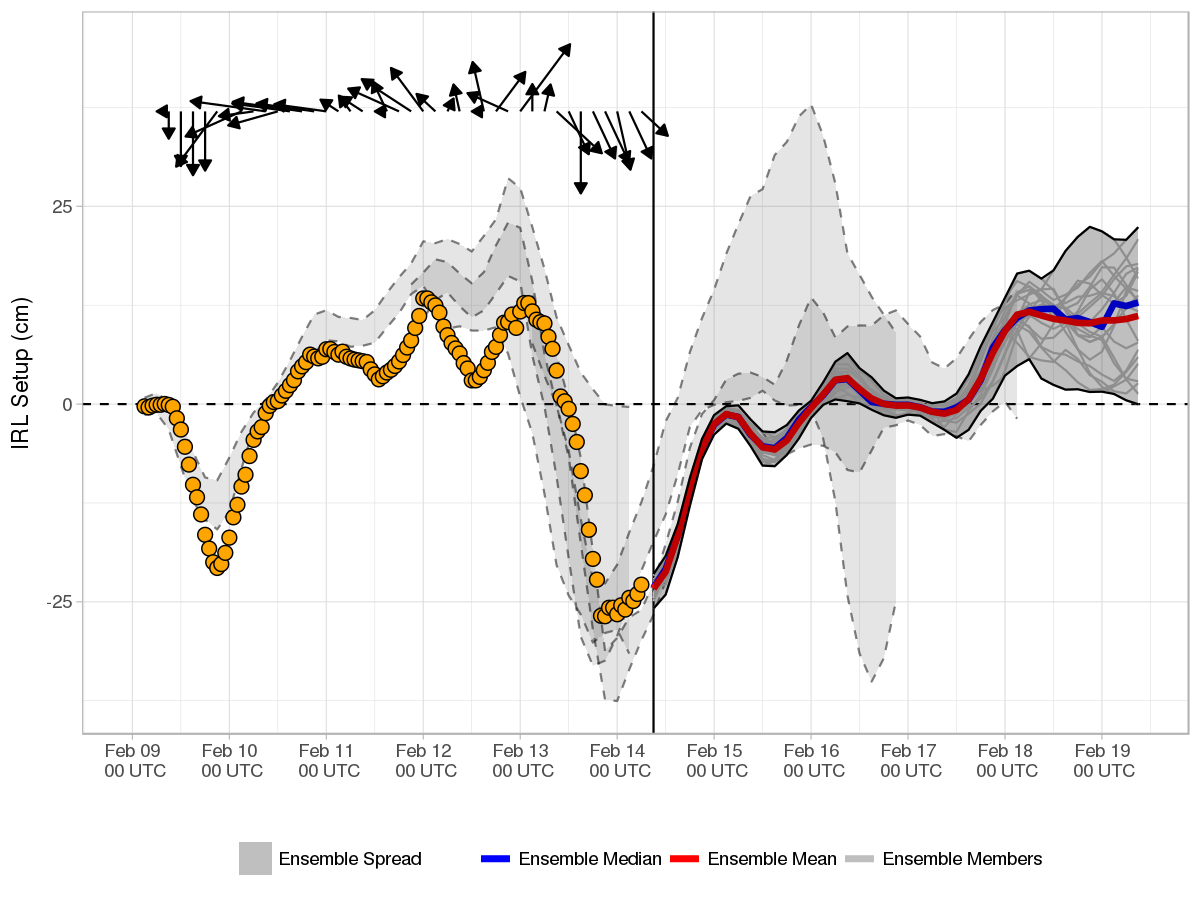 IRL Setup (cm)
25
0
-25
Feb 09 Feb 10 Feb 11 Feb 12 Feb 13 Feb 14 Feb 15 Feb 16 Feb 17 Feb 18 Feb 19
00 UTC 00 UTC 00 UTC 00 UTC 00 UTC 00 UTC 00 UTC 00 UTC 00 UTC 00 UTC 00 UTC
Ensemble Spread Ensemble Median Ensemble Mean Ensemble Members